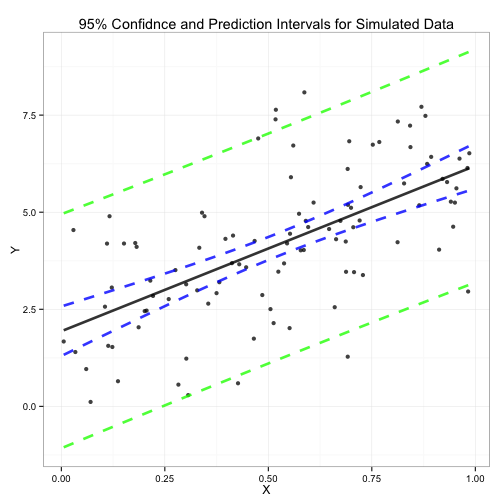 95% Confidnce and Prediction Intervals for Simulated Data
7.5
5.0
2.5
0.0
Y
0.00 0.25 0.50 0.75 1.00
X